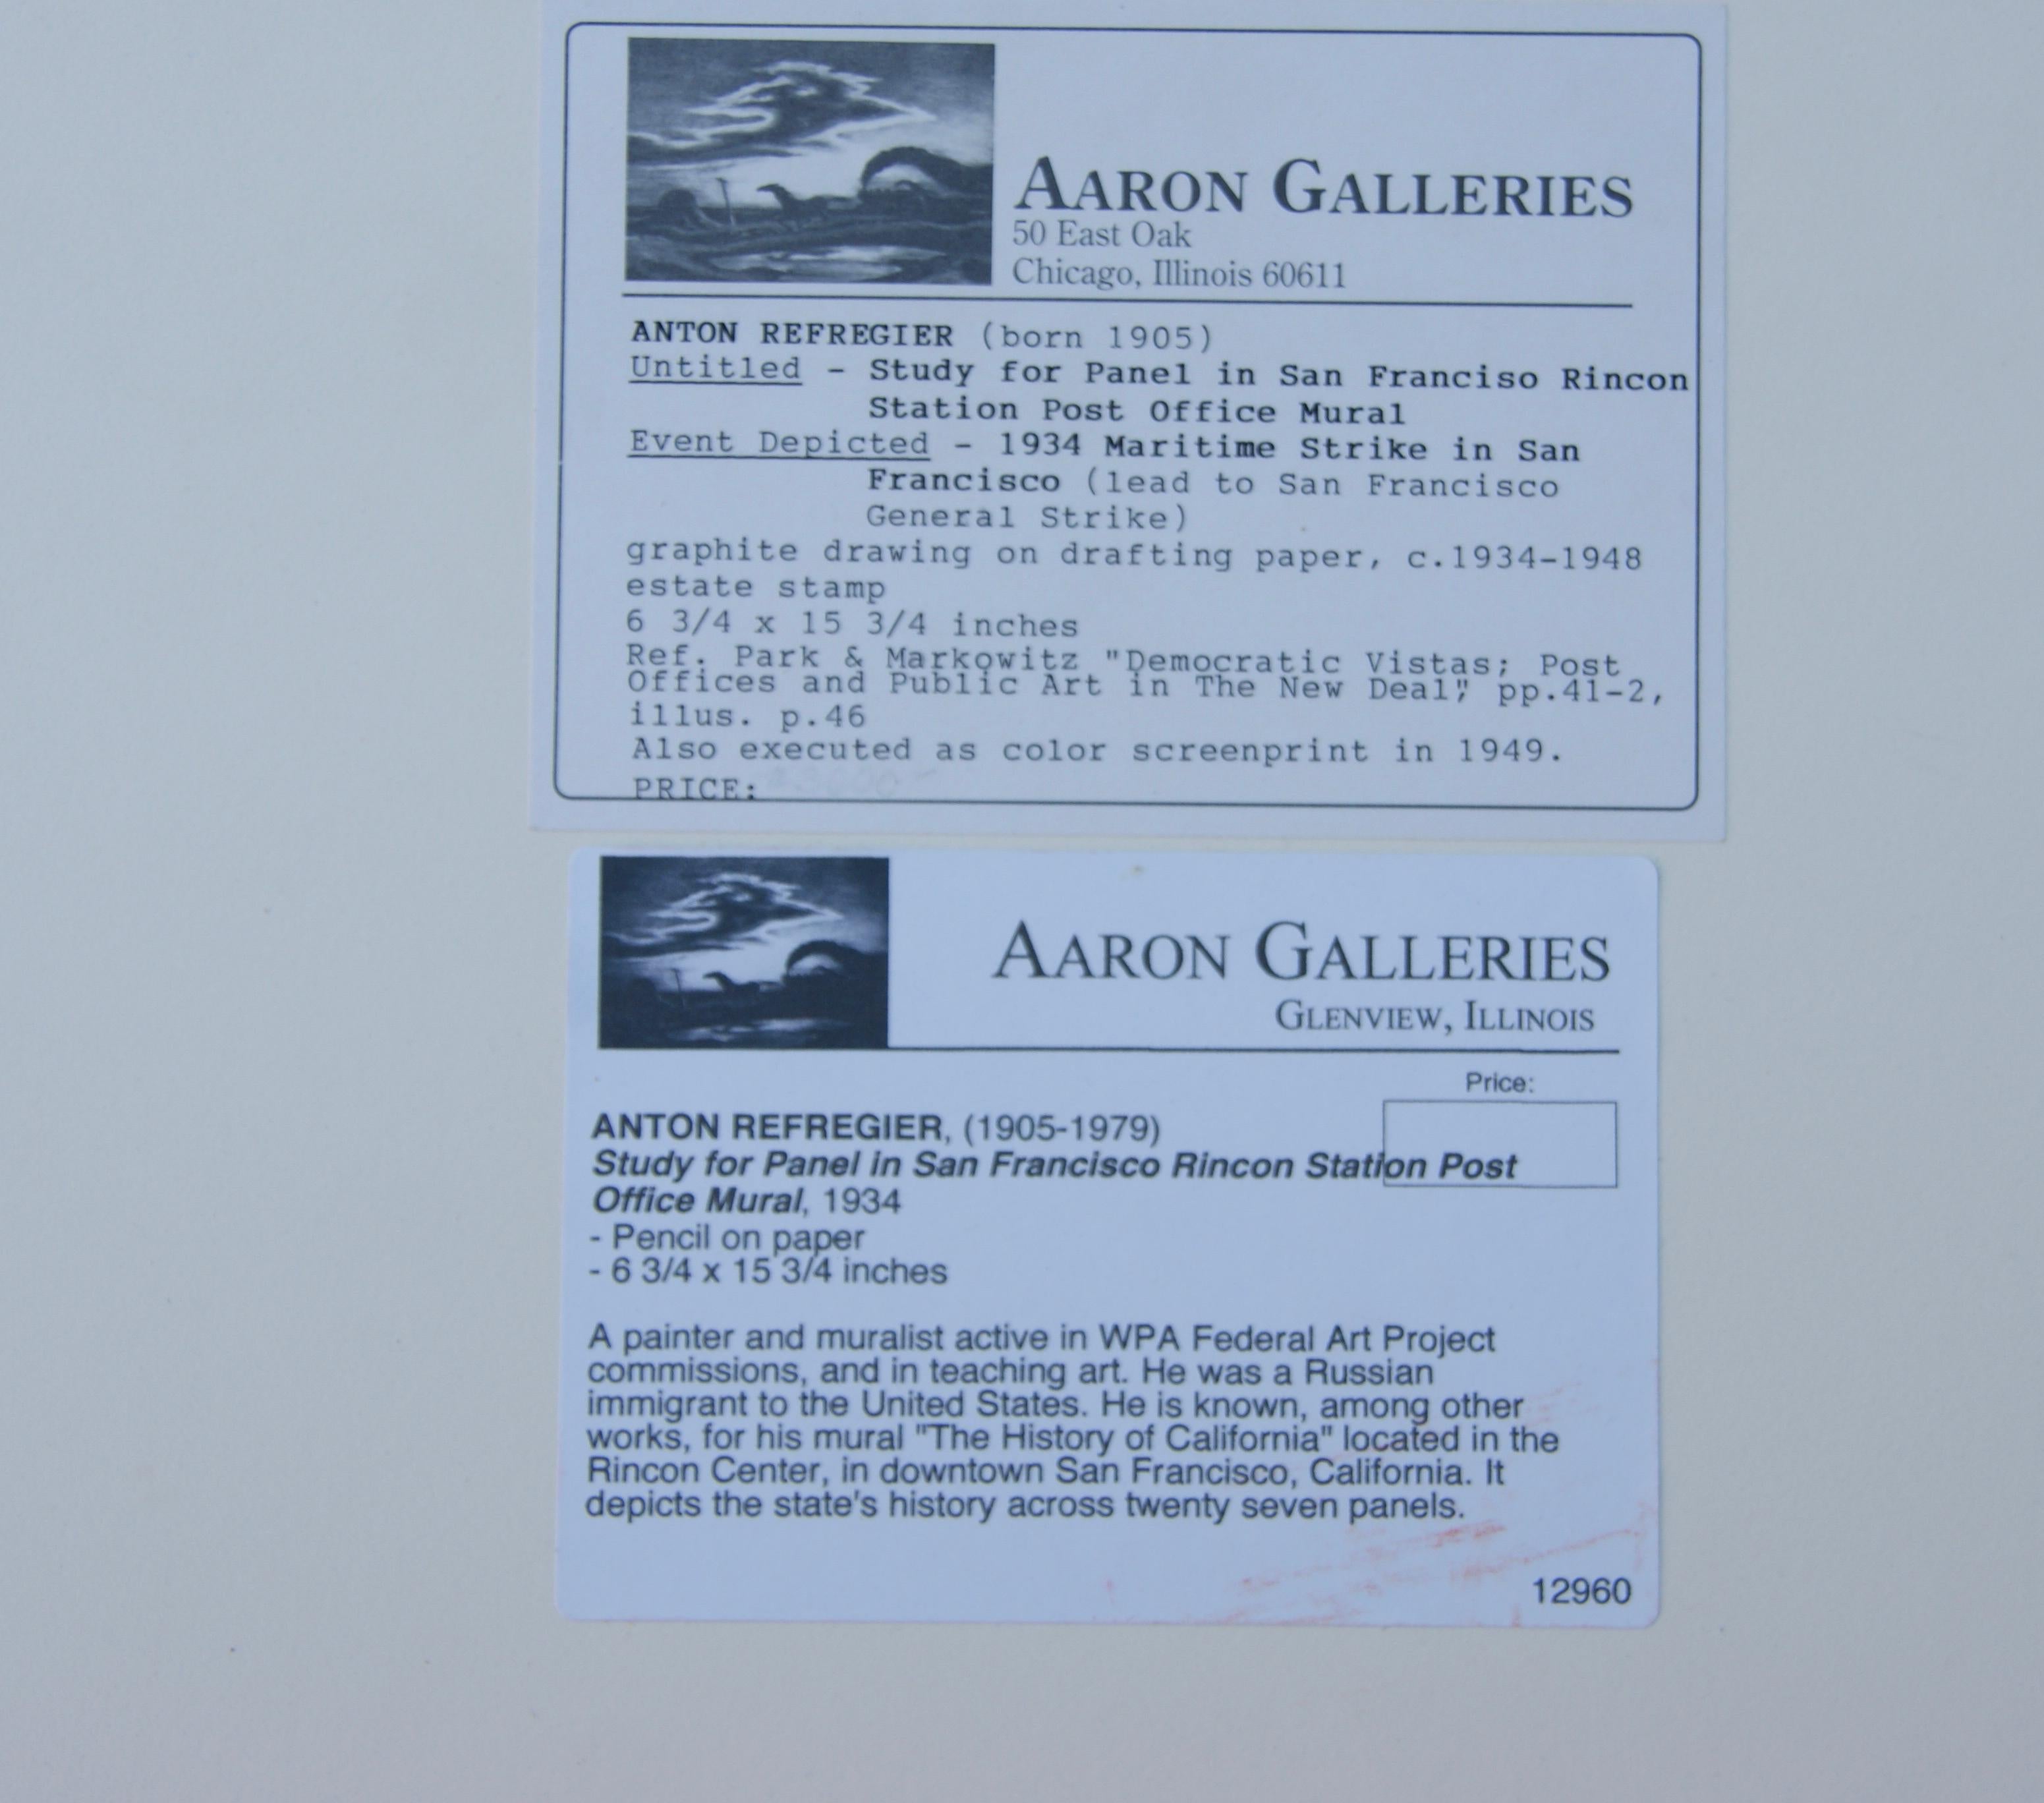 AARON GALLERIES
50 East Oak
Chicago, Illinois 60611
ANTON REFREGIER (born 1905)
Untitled - Study for Panel in San Franciso Rincon
Station Post Office Mural
Event Depicted - 1934 Maritime Strike in San
Francisco (lead to San Francisco
General Strike)
graphite drawing on drafting paper, c.1934-1948
estate stamp
6 3/4 x 15 3/4 inches
Ref. Park & Markowitz "Democratic Vistas; Post
Offices and Public Art in The New Deal," pp.41-2,
illus. p.46
Also executed as color screenprint in 1949.
PRICE:
AARON GALLERIES
GLENVIEW, ILLINOIS
Price:
ANTON REFREGIER, (1905-1979)
Study for Panel in San Francisco Rincon Station Post
Office Mural, 1934
- Pencil on paper
- 6 3/4 x 15 3/4 inches
A painter and muralist active in WPA Federal Art Project
commissions, and in teaching art. He was a Russian
immigrant to the United States. He is known, among other
works, for his mural "The History of California" located in the
Rincon Center, in downtown San Francisco, California. It
depicts the state's history across twenty seven panels.
12960